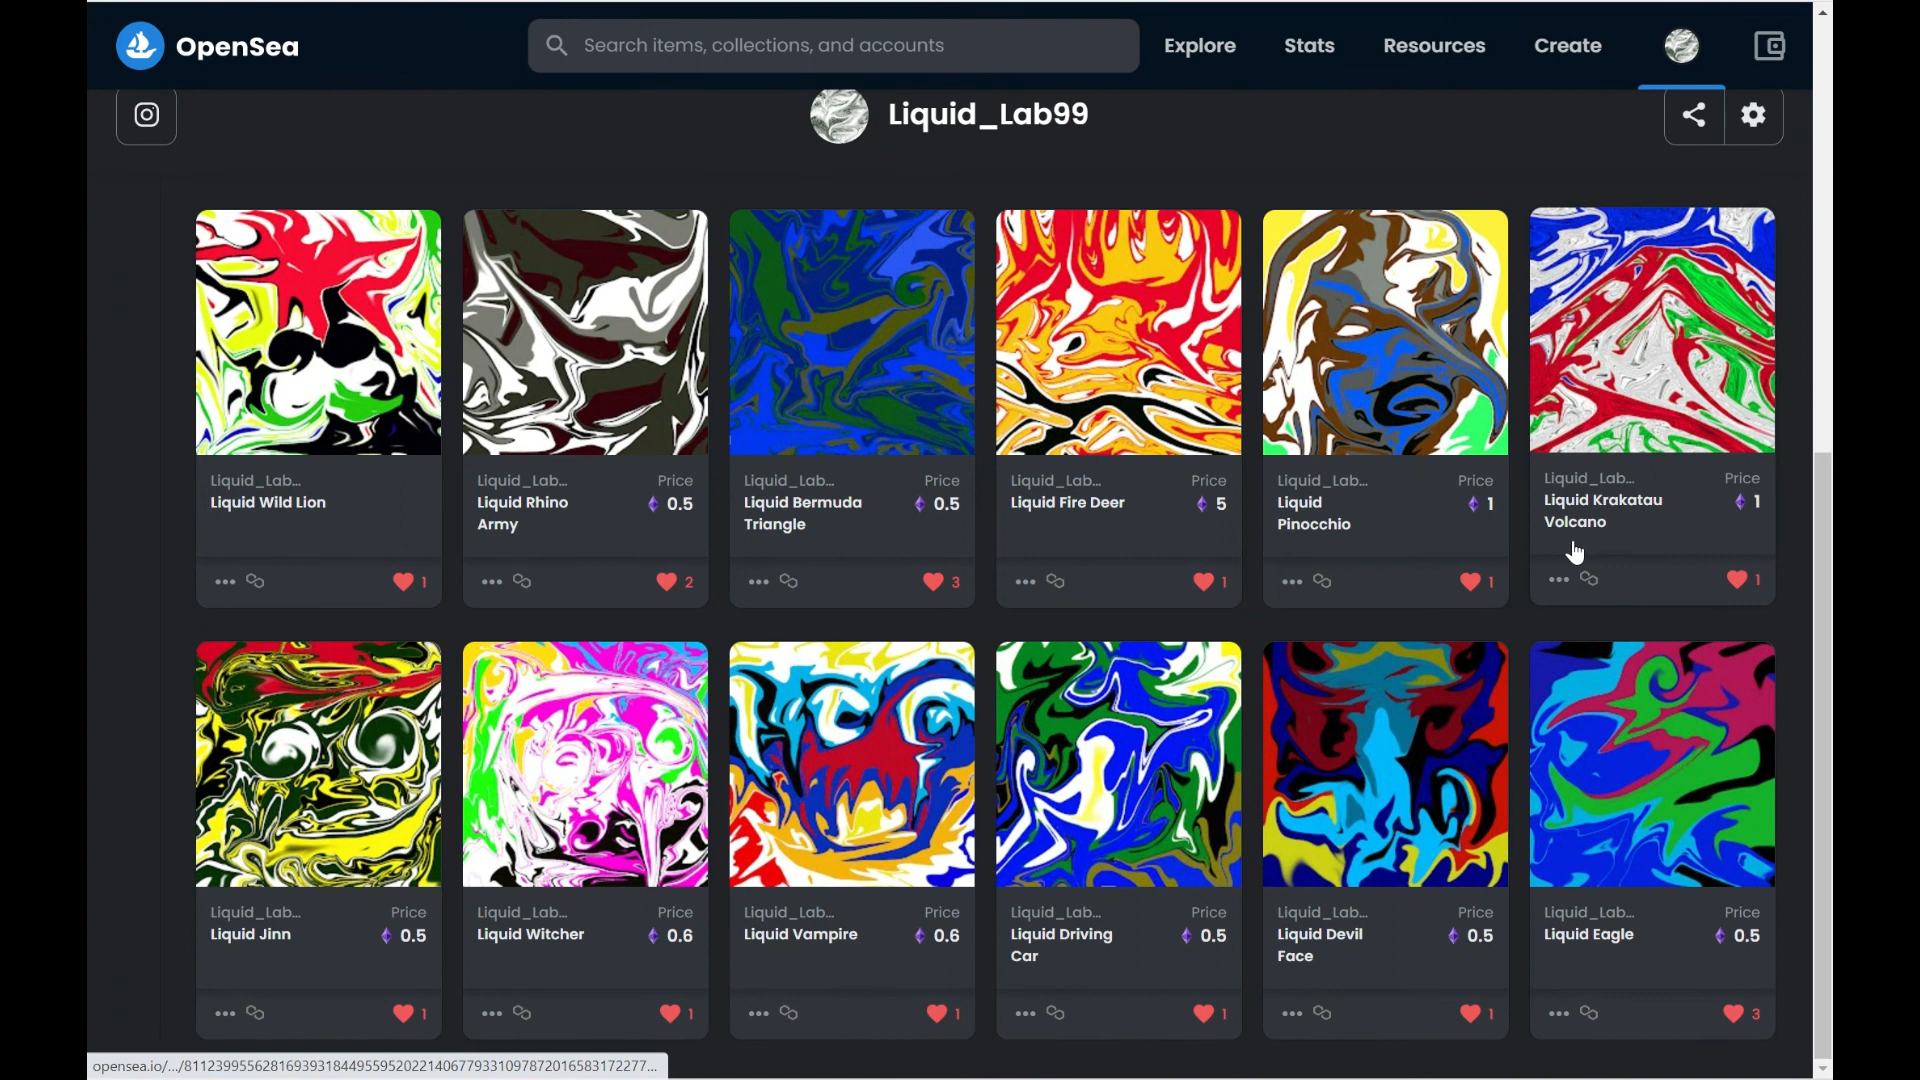 OpenSea
Search items, collections, and accounts
Explore
Stats
Resources
Create
Liquid_Lab99
Liquid_Lab...
Liquid Wild Lion
1
Liquid_Lab...
Price
Liquid Rhino
0.5
Army
2
Liquid_Lab...
Price
Liquid Bermuda
0.5
Triangle
3
Liquid_Lab...
Price
Liquid Fire Deer
5
1
Liquid_Lab...
Price
Liquid
1
Pinocchio
1
Liquid_Lab...
Price
Liquid Krakatau
1
Volcano
1
Liquid_Lab...
Price
Liquid Jinn
0.5
1
Liquid_Lab...
Price
Liquid Witcher
0.6
1
Liquid_Lab...
Price
Liquid Vampire
0.6
1
Liquid_Lab...
Price
Liquid Driving
0.5
Car
1
Liquid_Lab...
Price
Liquid Devil
0.5
Face
1
Liquid_Lab...
Price
Liquid Eagle
0.5
3
opensea.io/.../81123995562816939318449559520221406779331097872016583172277...